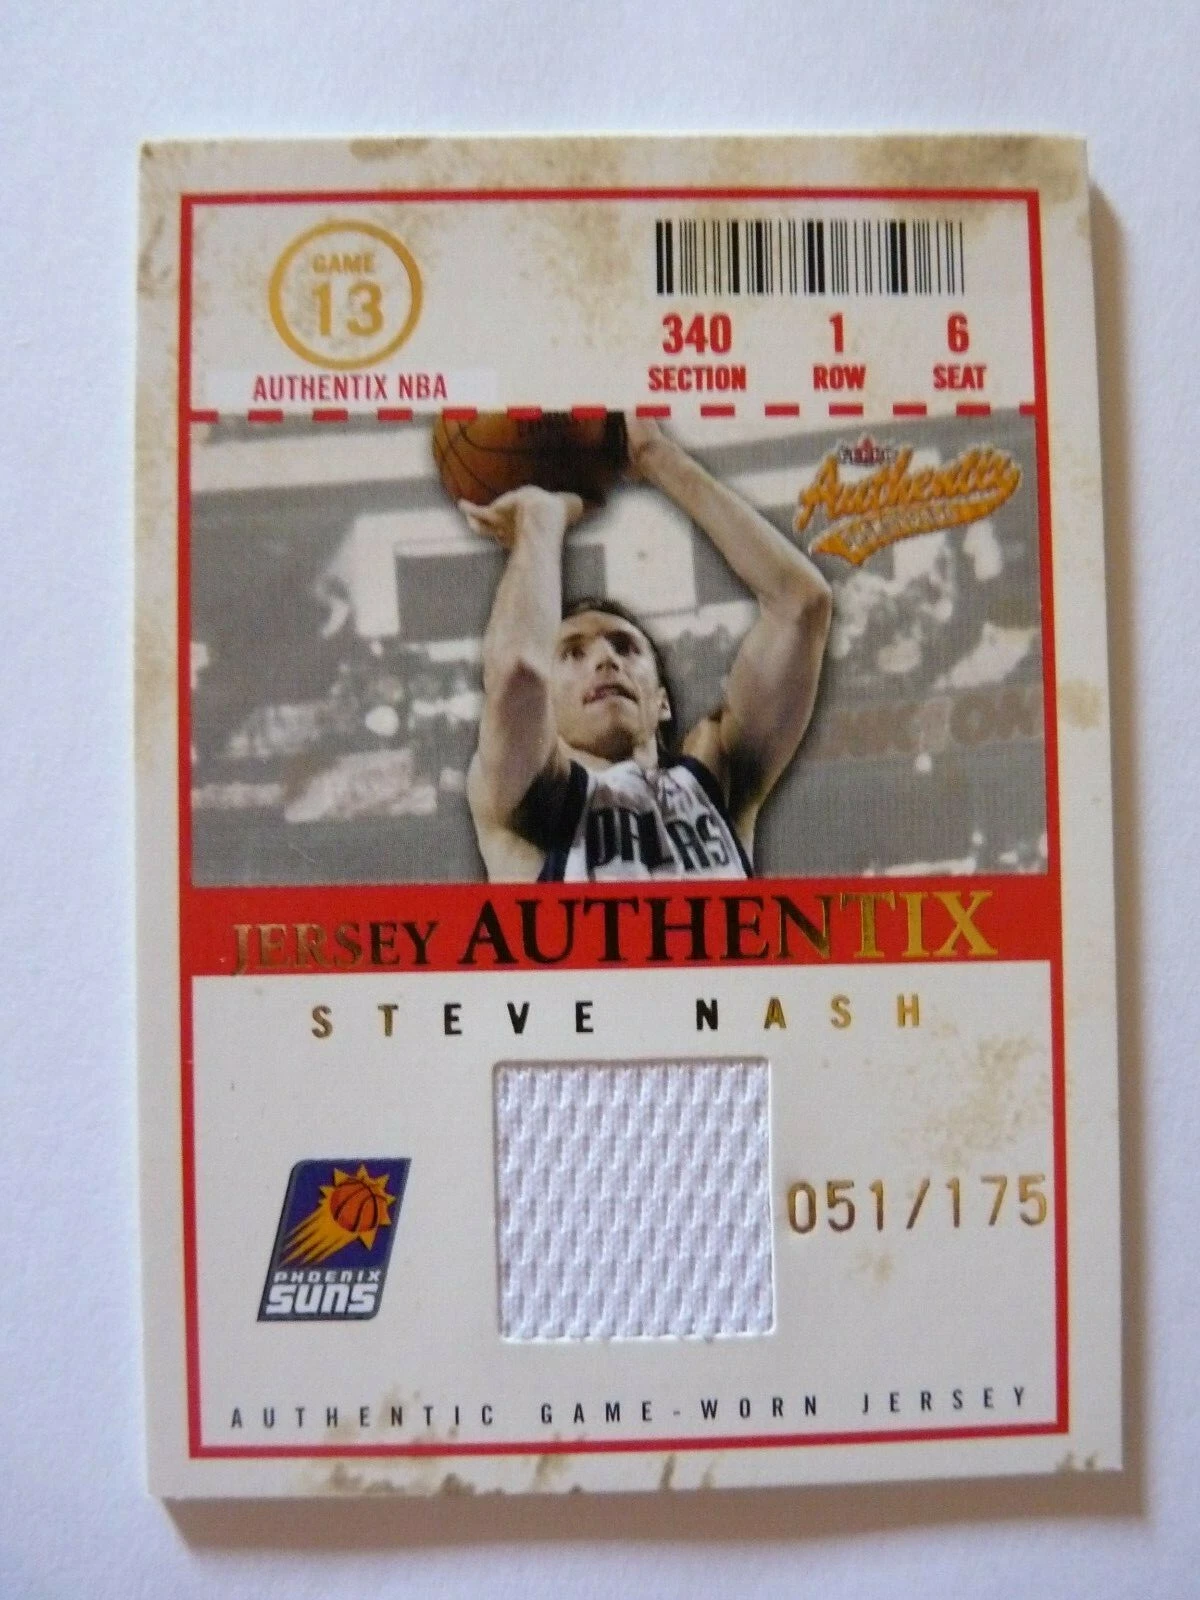 GAME
13
AUTHENTIX NBA
340 1 6
SECTION ROW SEAT
Authentix
DALLAS
JERSEY AUTHENTIX
STEVE NASH
051/175
PHOENIX
SUNS
AUTHENTIC GAME-WORN JERSEY